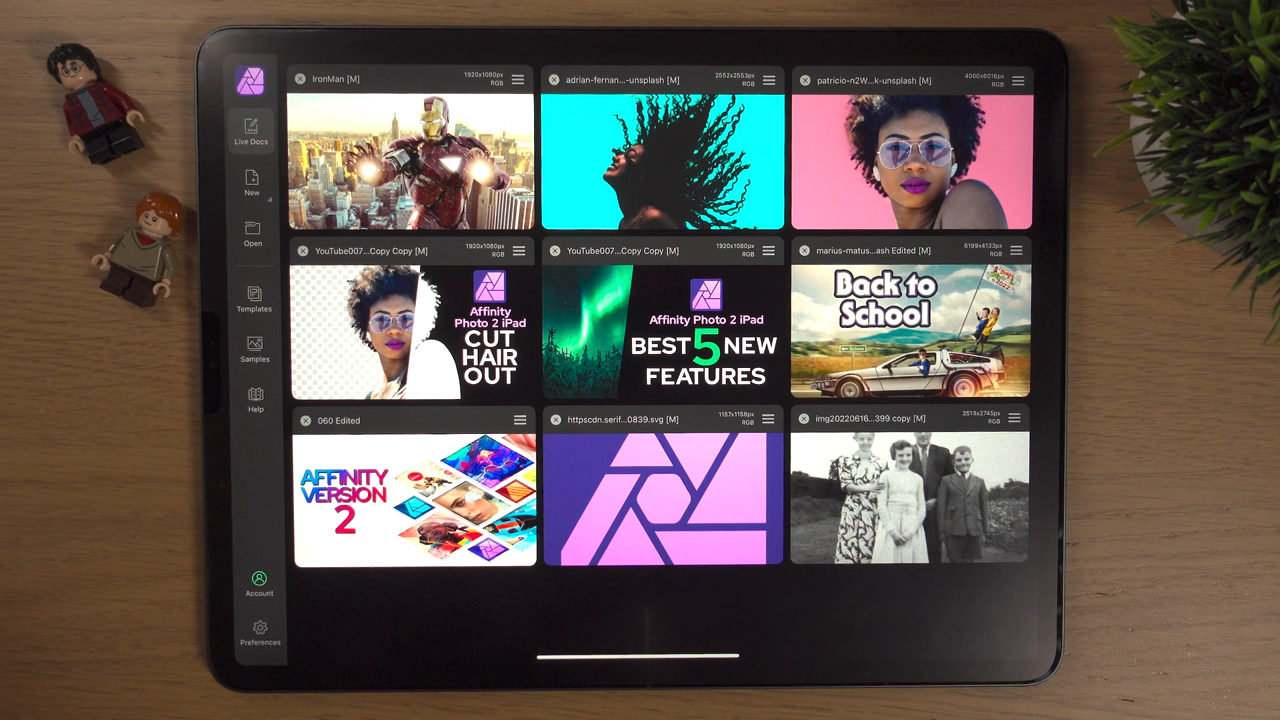 IronMan [M]
1920x1080px
RGB
adrian-fernan...-unsplash [M]
2552x2553px
RGB
patricio-n2W...k-unsplash [M]
4000x6016px
RGB
Live Docs
New
Open
Templates
Samples
Help
Account
Preferences
YouTube007...Copy Copy [M]
1920x1080px
RGB
Affinity
Photo 2 iPad
CUT
HAIR
OUT
YouTube007...Copy Copy [M]
1920x1080px
RGB
Affinity Photo 2 iPad
BEST 5 NEW
FEATURES
marius-matus...ash Edited [M]
6199x4133px
RGB
Back to
School
School
2022
060 Edited
AFFINITY
VERSION
2
httpscdn.serif...0839.svg [M]
1157x1158px
RGB
img20220616...399 copy [M]
3513x2745px
RGB